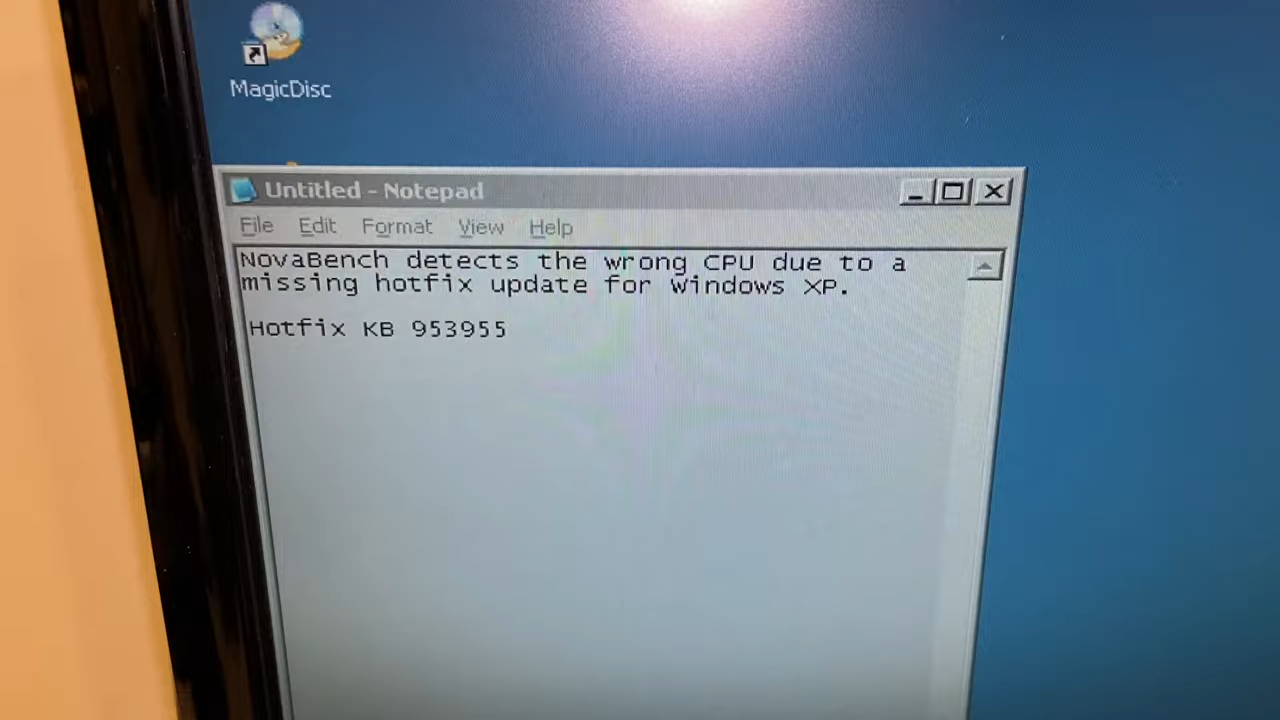 MagicDisc
Untitled - Notepad
File Edit Format View Help
NovaBench detects the wrong CPU due to a
missing hotfix update for Windows XP.
Hotfix KB 953955